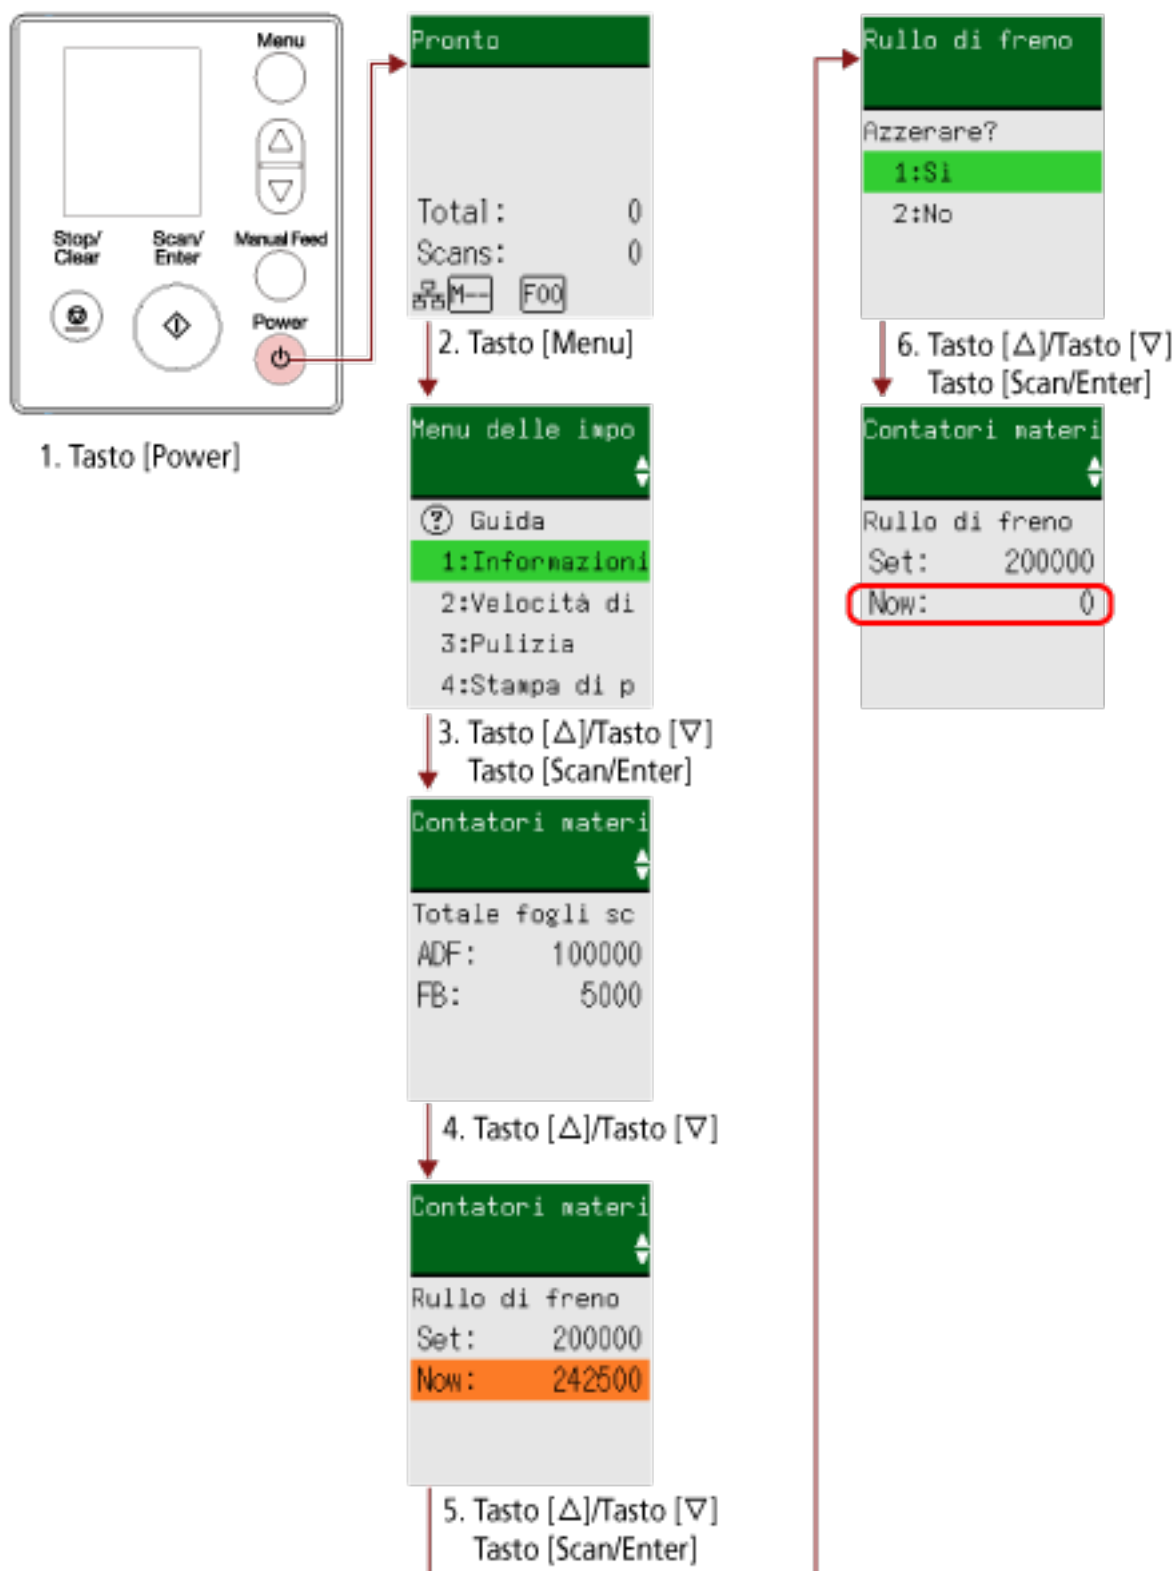 Menu
Stop/
Clear
Scan/
Enter
Manual Feed
Power
1. Tasto [Power]
Pronto
Total: 0
Scans: 0
M-- F00
2. Tasto [Menu]
Menu delle impo
? Guida
1:Informazioni
2:Velocità di
3:Pulizia
4:Stampa di p
3. Tasto [△]/Tasto [▽]
Tasto [Scan/Enter]
Contatori materi
Totale fogli sc
ADF: 100000
FB: 5000
4. Tasto [△]/Tasto [▽]
Contatori materi
Rullo di freno
Set: 200000
Now: 242500
5. Tasto [△]/Tasto [▽]
Tasto [Scan/Enter]
Rullo di freno
Azzerare?
1:Sì
2:No
6. Tasto [△]/Tasto [▽]
Tasto [Scan/Enter]
Contatori materi
Rullo di freno
Set: 200000
Now: 0